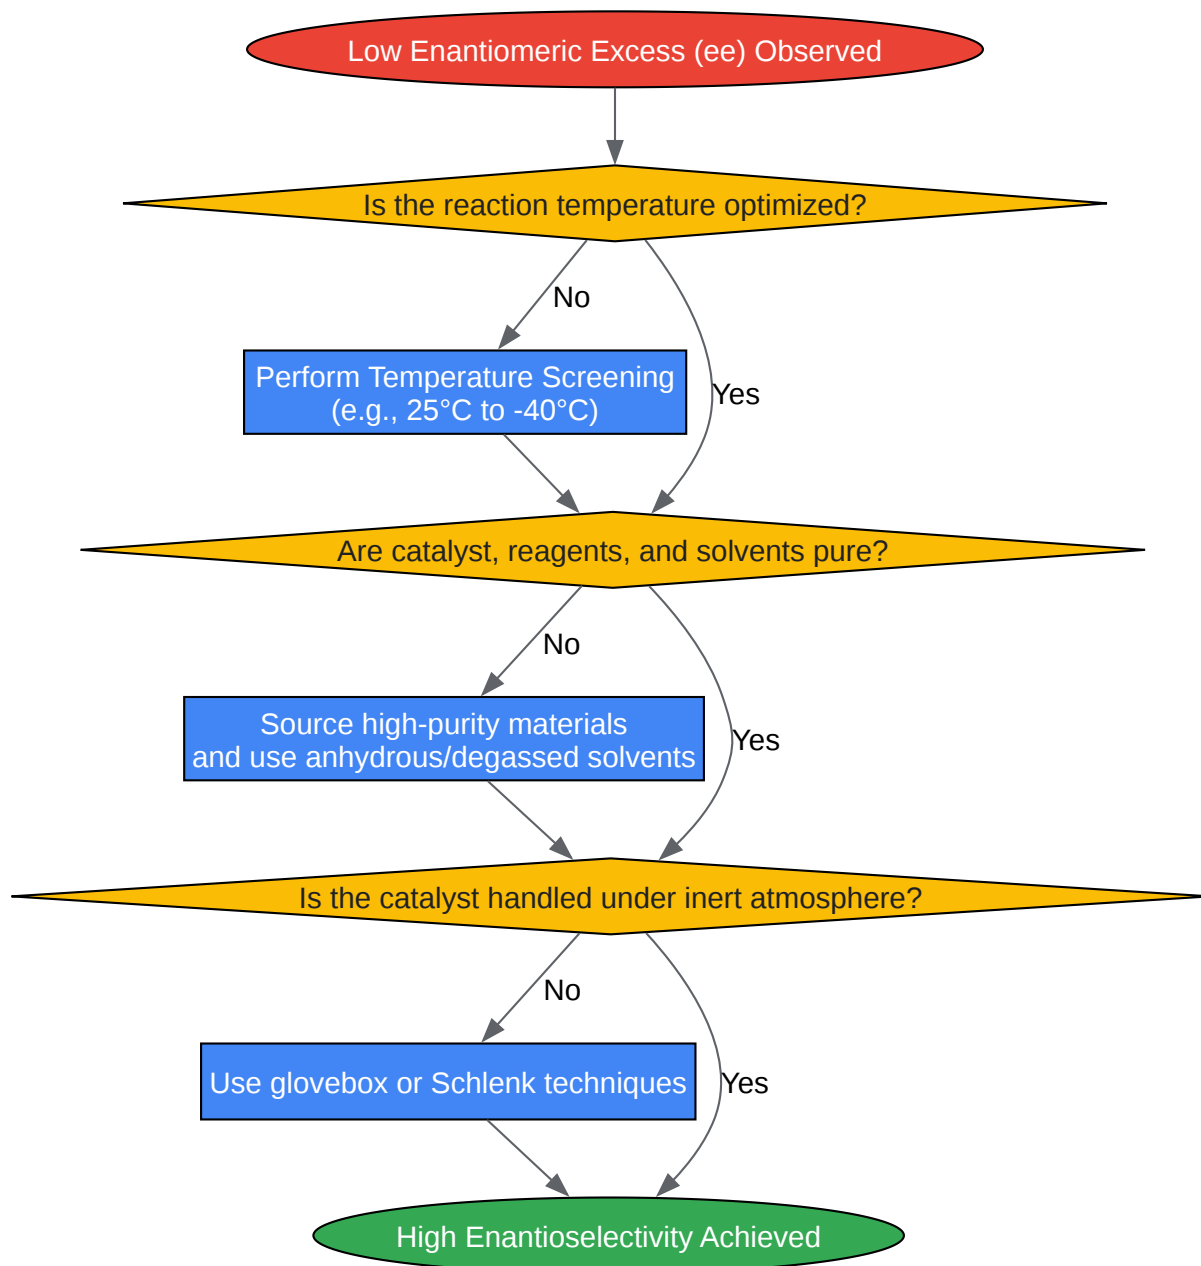 Low Enantiomeric Excess (ee) Observed
Is the reaction temperature optimized?
No
Perform Temperature Screening
(e.g., 25°C to -40°C)
Yes
Are catalyst, reagents, and solvents pure?
No
Source high-purity materials
and use anhydrous/degassed solvents
Yes
Is the catalyst handled under inert atmosphere?
No
Use glovebox or Schlenk techniques
Yes
High Enantioselectivity Achieved